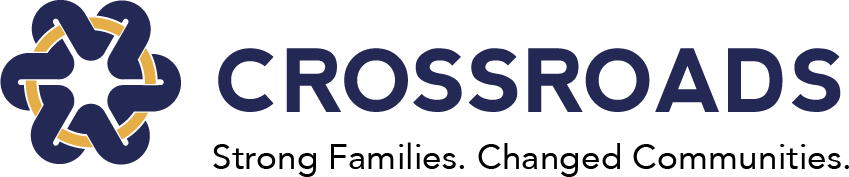 CROSSROADS
Strong Families. Changed Communities.